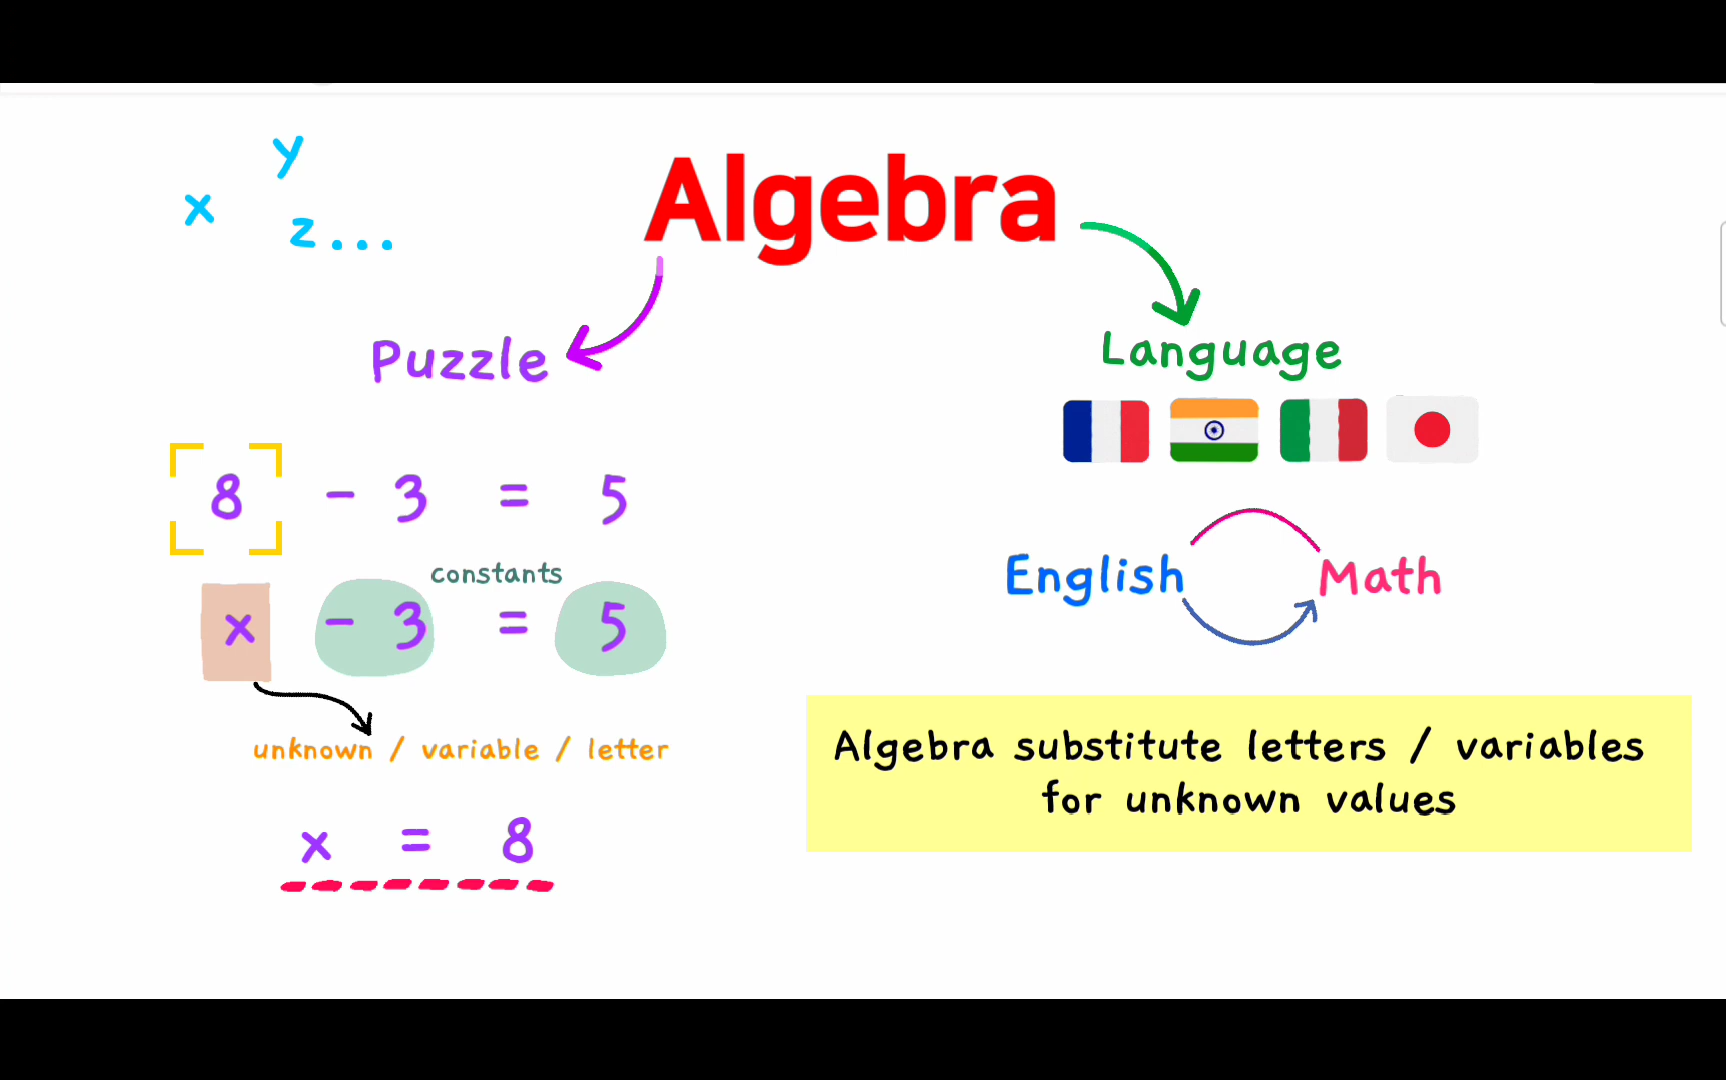 y
x
z...
Algebra
Puzzle
Language
8 - 3 = 5
constants
x - 3 = 5
unknown / variable / letter
x = 8
English
Math
Algebra substitute letters / variables
for unknown values